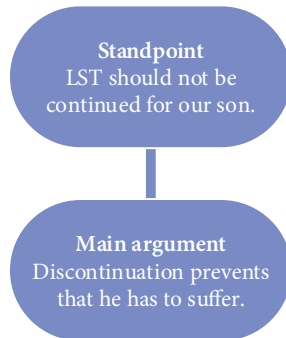 Standpoint
LST should not be
continued for our son.
Main argument
Discontinuation prevents
that he has to suffer.